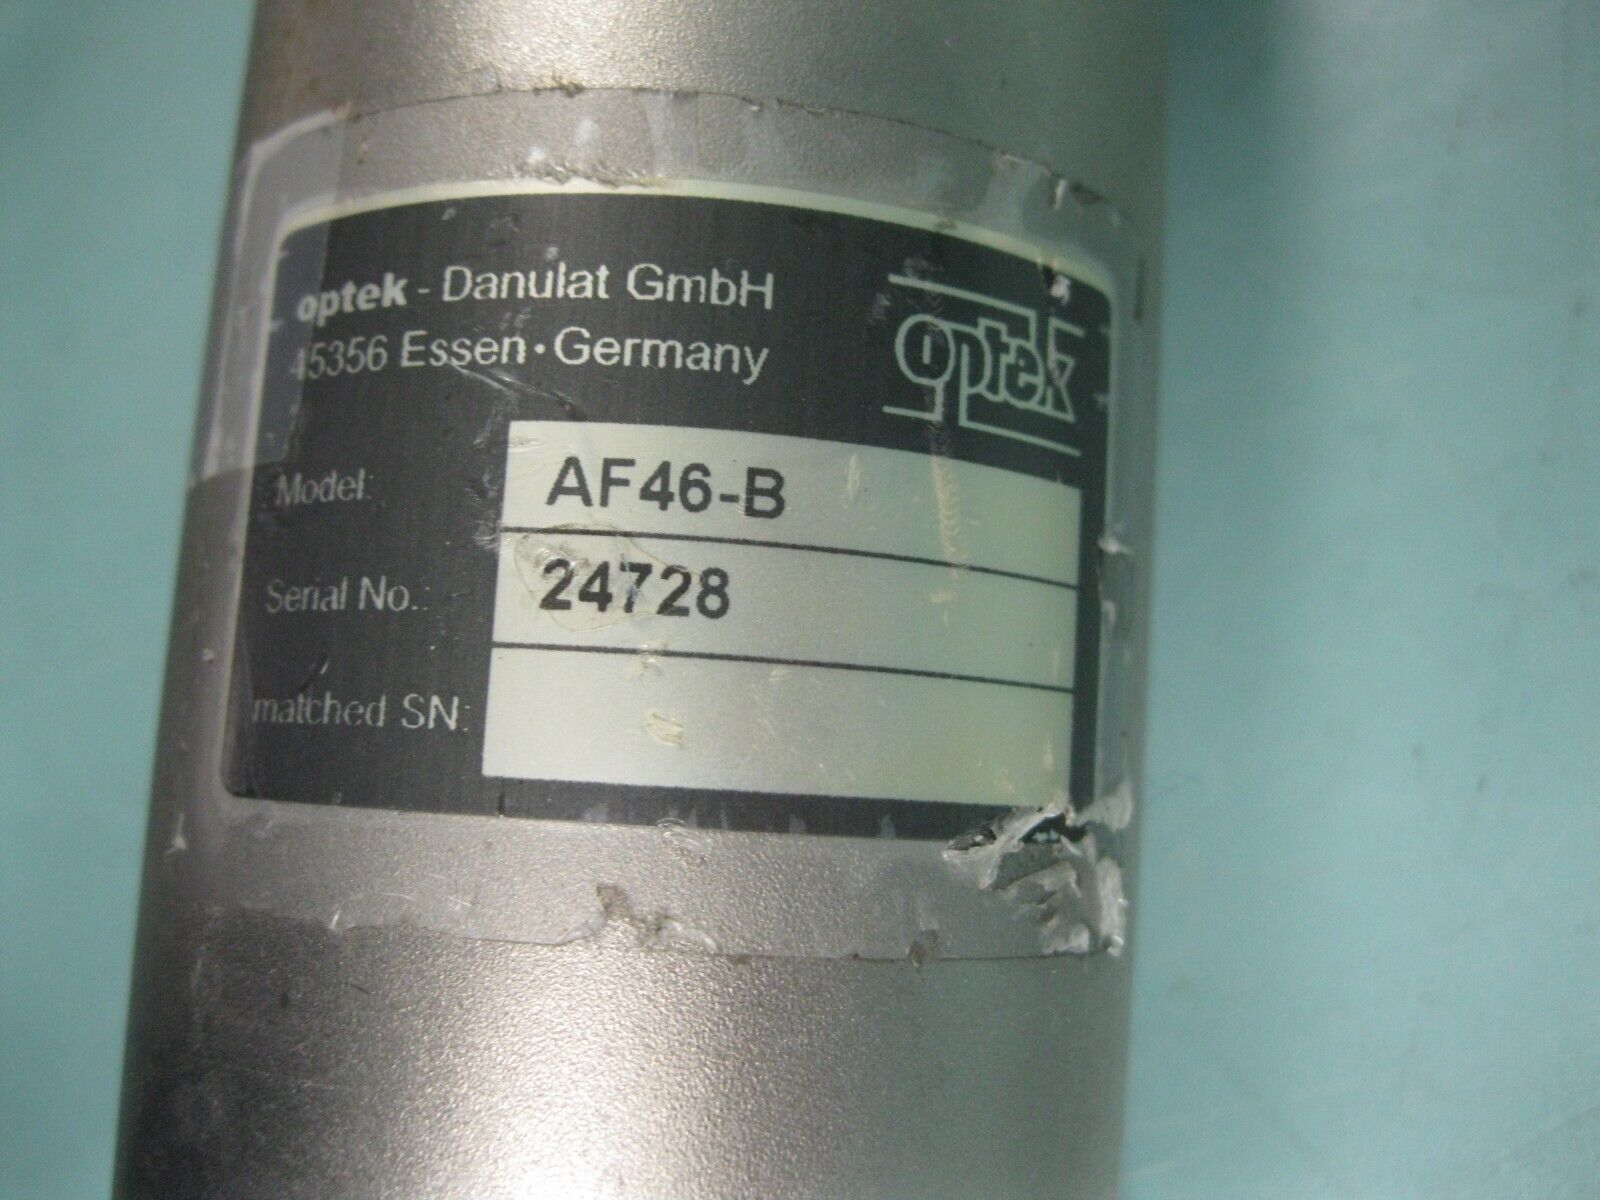 optek - Danulat GmbH
45356 Essen • Germany
optek
Model: AF46-B
Serial No.: 24728
matched SN: